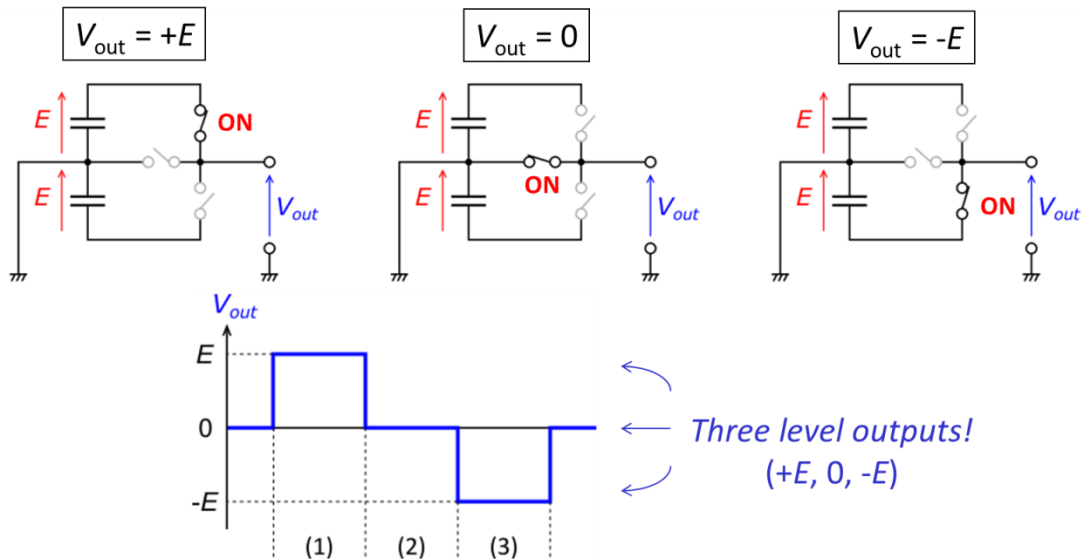 Vout = +E
Vout = 0
Vout = -E
E
ON
E
Vout
E
ON
E
Vout
E
E
ON
Vout
Vout
E
0
-E
(1)
(2)
(3)
Three level outputs!
(+E, 0, -E)